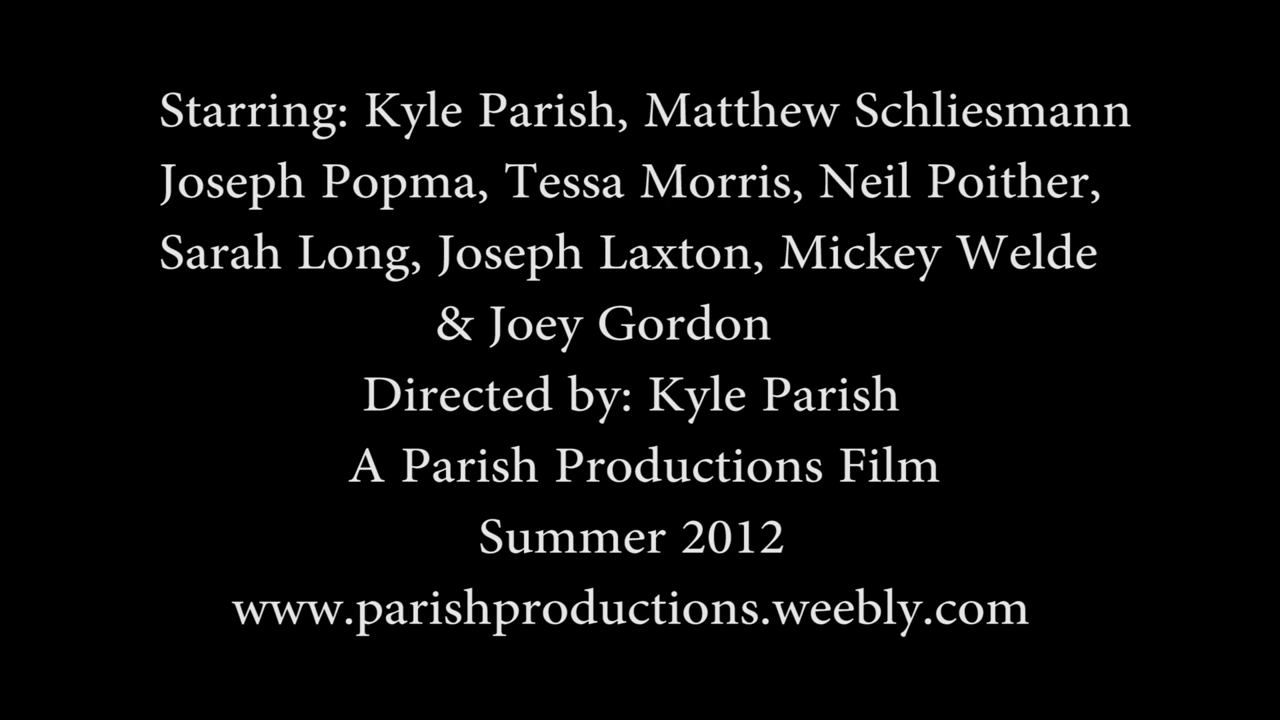 Starring: Kyle Parish, Matthew Schliesmann
Joseph Popma, Tessa Morris, Neil Poither,
Sarah Long, Joseph Laxton, Mickey Welde
& Joey Gordon
Directed by: Kyle Parish
A Parish Productions Film
Summer 2012
www.parishproductions.weebly.com